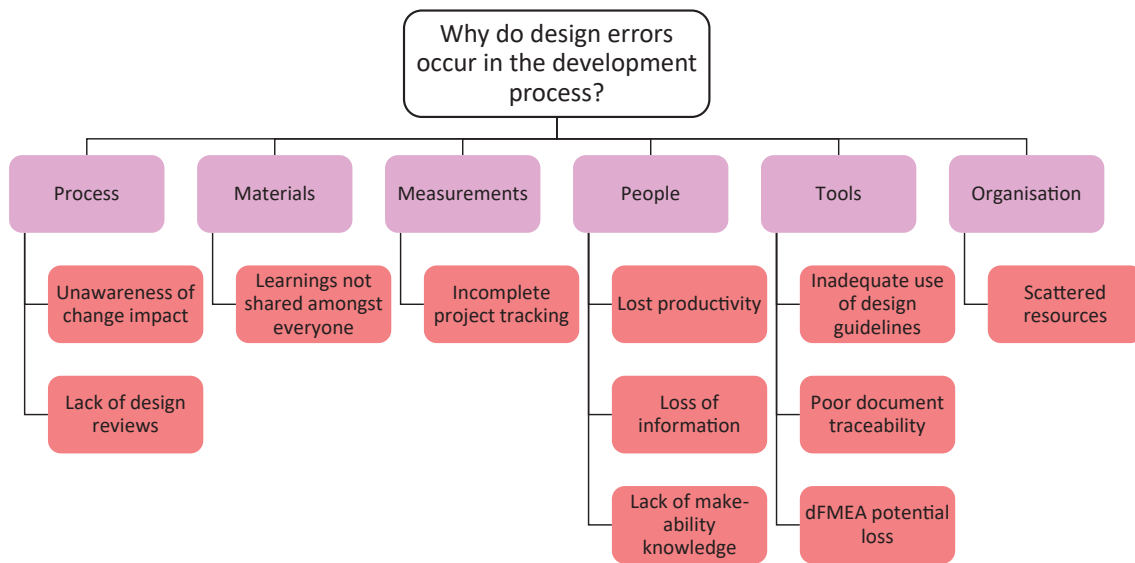 Why do design errors
occur in the development
process?
Process
Materials
Measurements
People
Tools
Organisation
Unawareness of
change impact
Learnings not
shared amongst
everyone
Incomplete
project tracking
Lost productivity
Inadequate use
of design
guidelines
Scattered
resources
Lack of design
reviews
Loss of
information
Poor document
traceability
Lack of make-
ability
knowledge
dFMEA potential
loss